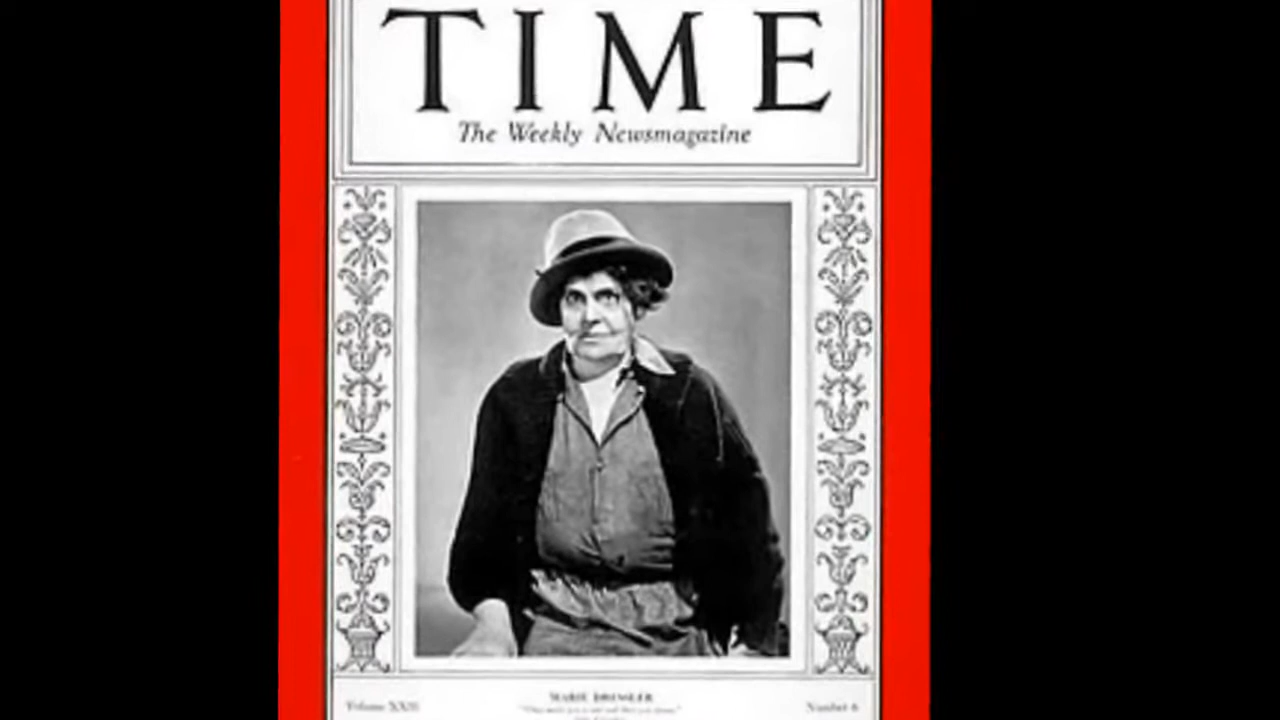 TIME
The Weekly Newsmagazine
MARIE DRESSLER
Volume XXII
Number 6